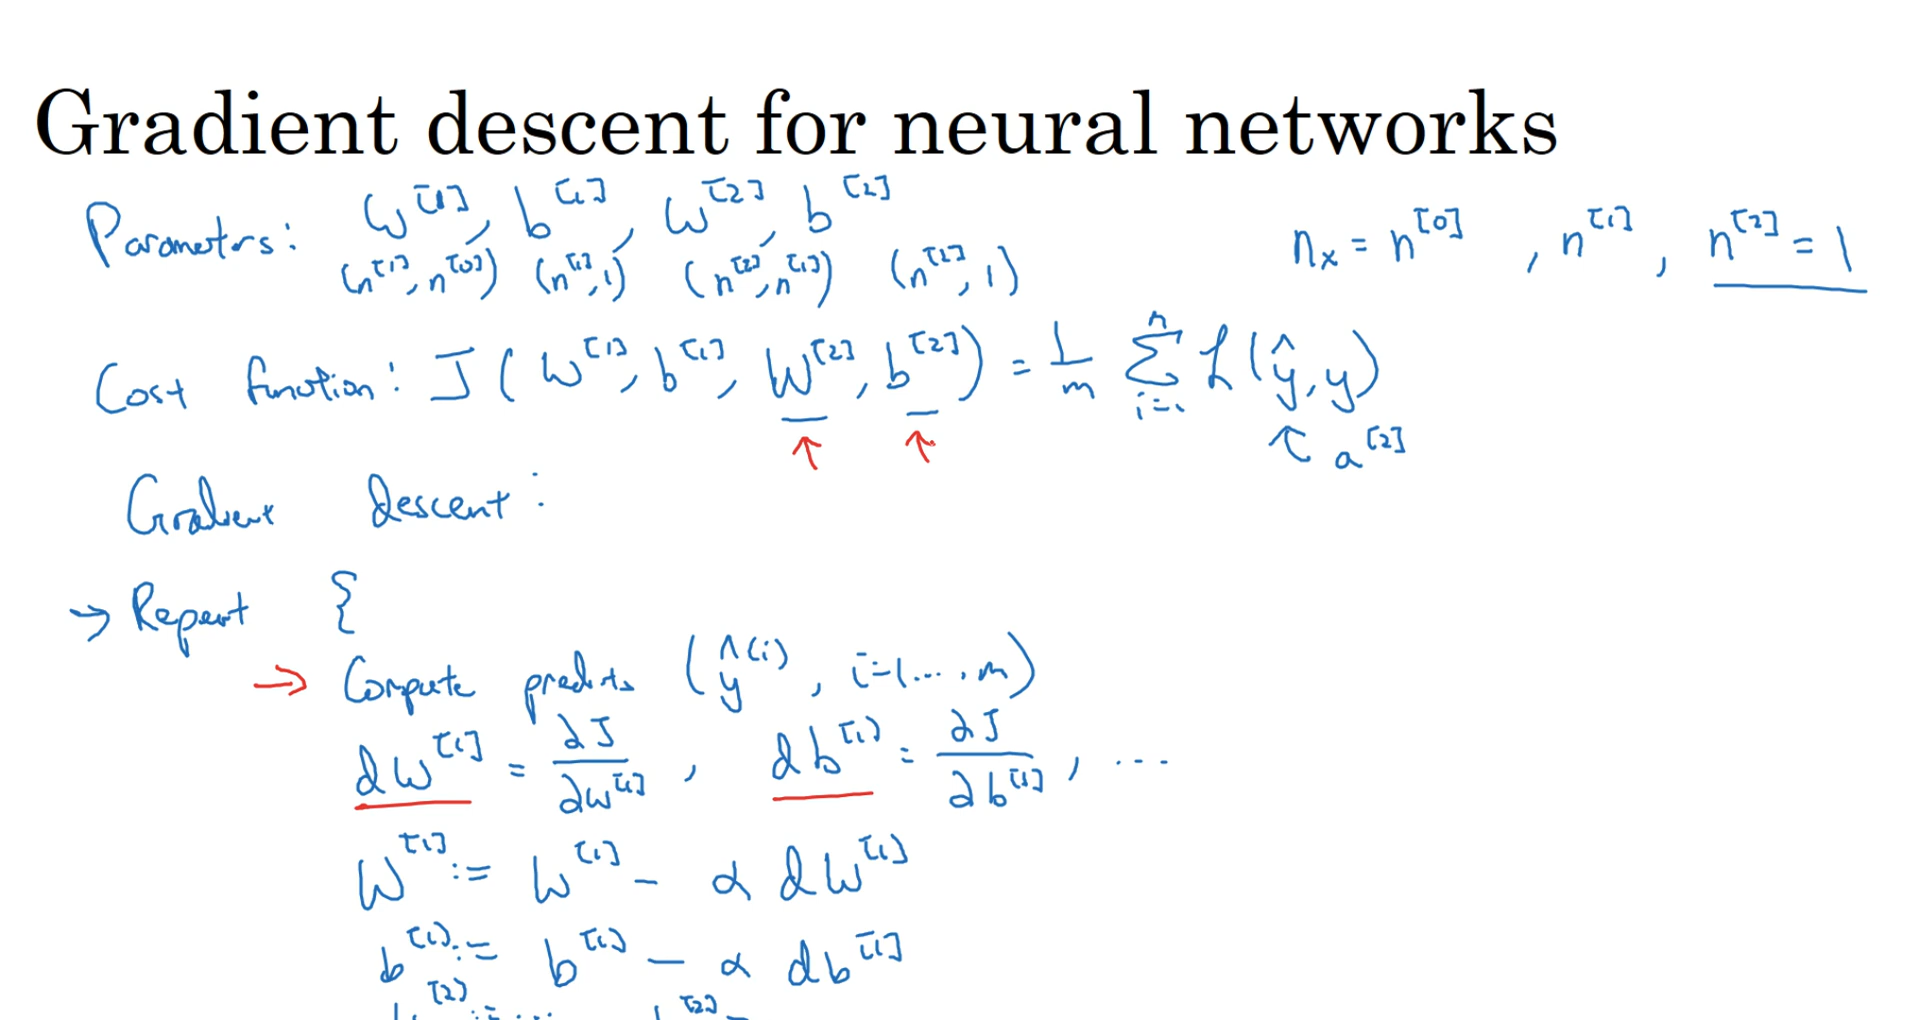 Gradient descent for neural networks
Parameters: W^[1], b^[1], W^[2], b^[2]
n_x = n^[0], n^[1], n^[2] = 1
(n^[1], n^[0]) (n^[1], 1) (n^[2], n^[1]) (n^[2], 1)
Cost function: J(W^[1], b^[1], W^[2], b^[2]) = 1/m ∑_{i=1}^n L(ŷ, y)
↑ ↑ ↖ a^[2]
Gradient descent:
→ Repeat {
→ Compute predicts (ŷ^(i), i=1...,m)
dW^[1] = ∂J/∂W^[1], db^[1] = ∂J/∂b^[1], ...
W^[1] := W^[1] - α dW^[1]
b^[1] := b^[1] - α db^[1]